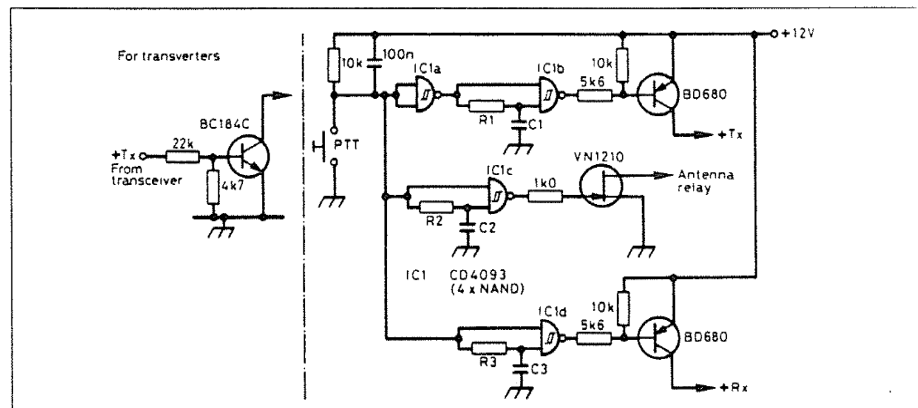 For transverters
BC184C
+Tx
From
transceiver
22k
4k7
10k
100n
PTT
IC1a
R1
C1
IC1b
5k6
10k
BD680
+12V
+Tx
IC1c
R2
C2
1k0
VN1210
Antenna
relay
IC1 CD4093
(4 x NAND)
IC1d
R3
C3
5k6
10k
BD680
+Rx